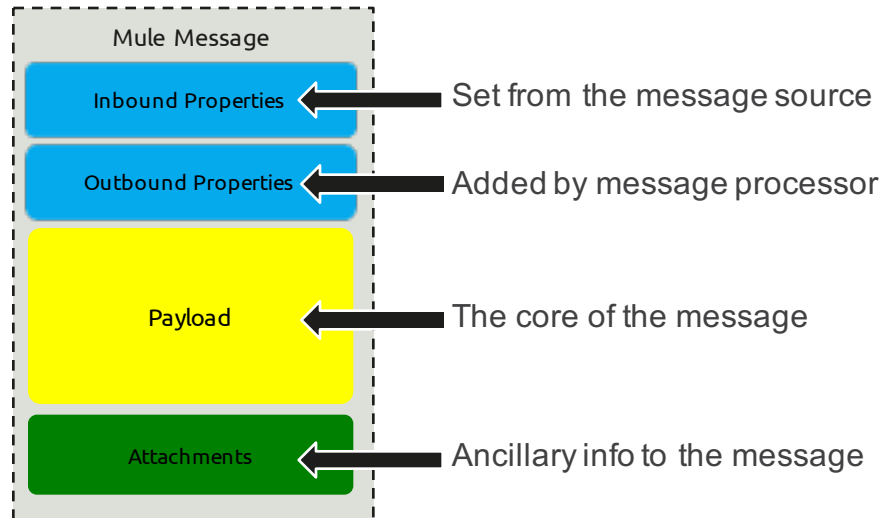 Mule Message
Inbound Properties
Set from the message source
Outbound Properties
Added by message processor
Payload
The core of the message
Attachments
Ancillary info to the message